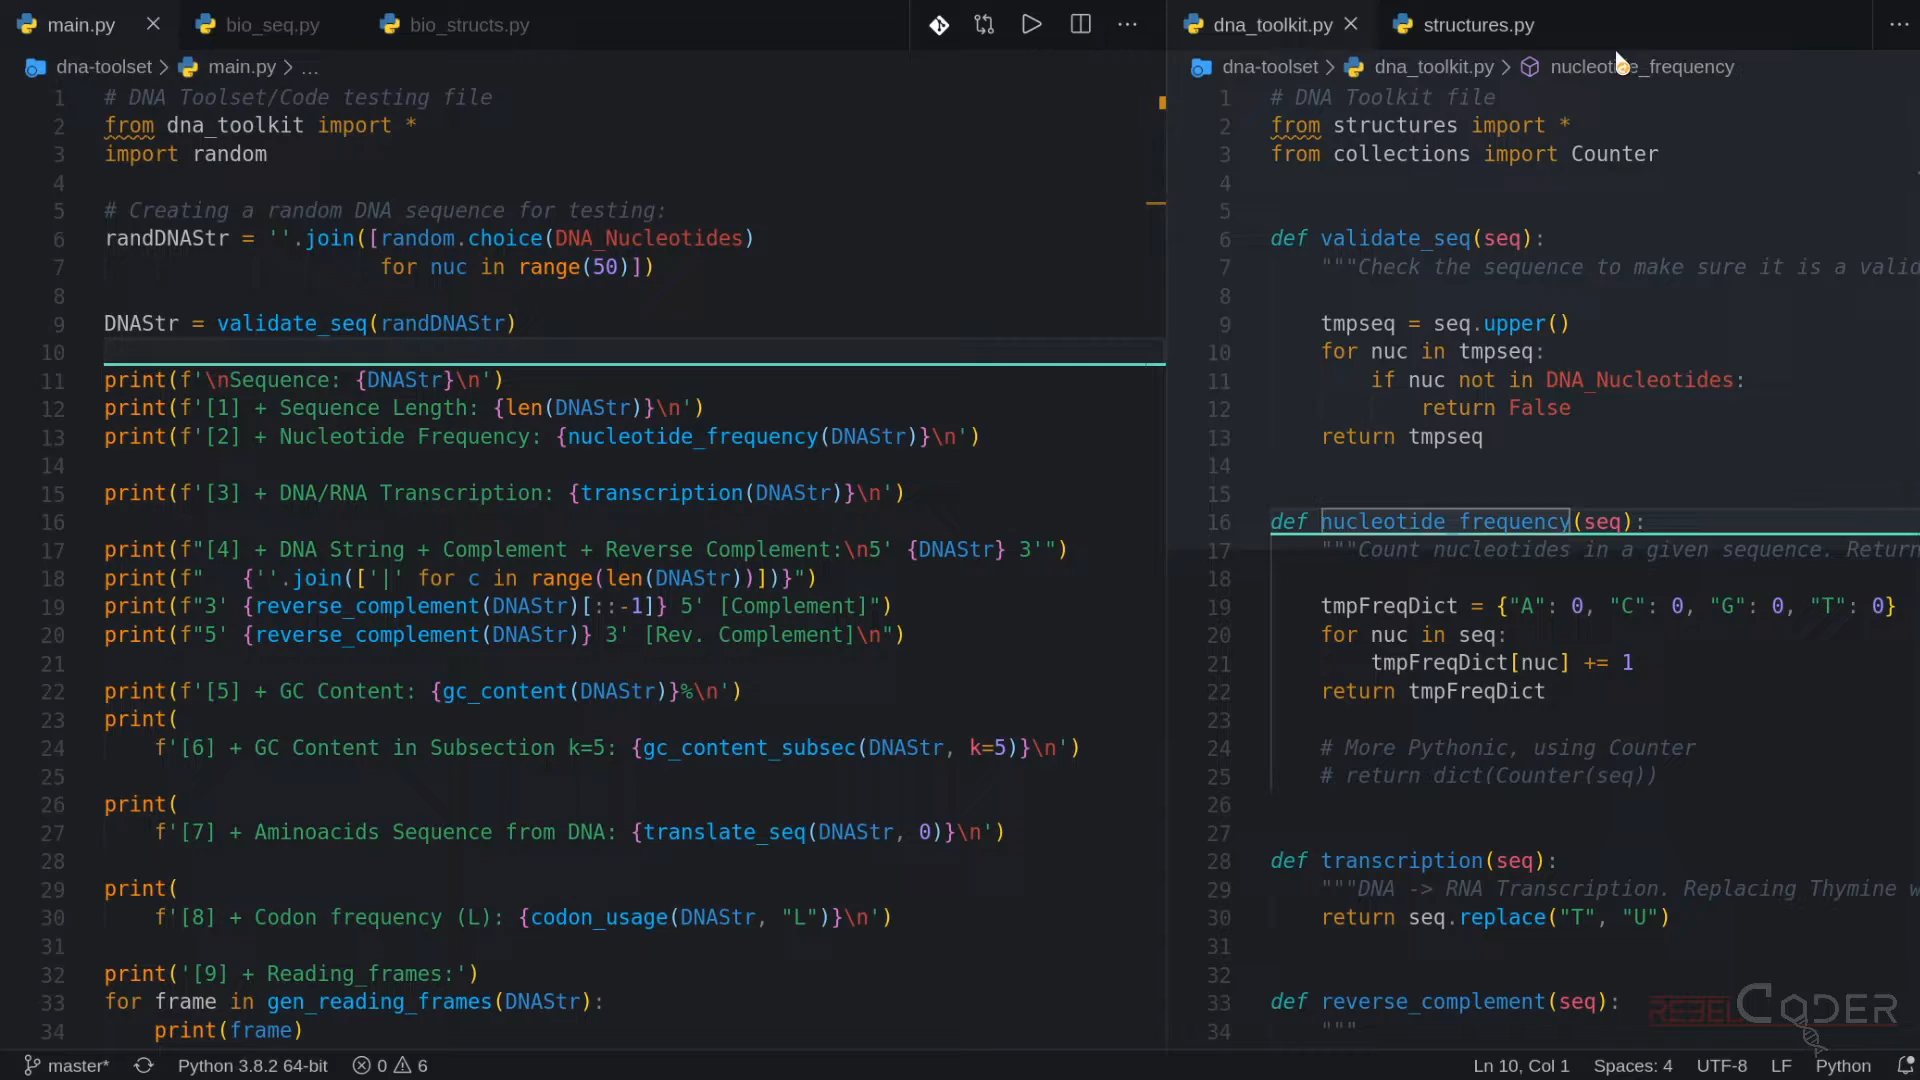 main.py
bio_seq.py
bio_structs.py
dna-toolset > main.py > ...
1 # DNA Toolset/Code testing file
2 from dna_toolkit import *
3 import random
4
5 # Creating a random DNA sequence for testing:
6 randDNAStr = ''.join([random.choice(DNA_Nucleotides)
7                       for nuc in range(50)])
8
9 DNAStr = validate_seq(randDNAStr)
10
11 print(f'\nSequence: {DNAStr}\n')
12 print(f'[1] + Sequence Length: {len(DNAStr)}\n')
13 print(f'[2] + Nucleotide Frequency: {nucleotide_frequency(DNAStr)}\n')
14
15 print(f'[3] + DNA/RNA Transcription: {transcription(DNAStr)}\n')
16
17 print(f"[4] + DNA String + Complement + Reverse Complement:\n5' {DNAStr} 3'")
18 print(f"   {''.join(['|' for c in range(len(DNAStr))])}")
19 print(f"3' {reverse_complement(DNAStr)[::-1]} 5' [Complement]")
20 print(f"5' {reverse_complement(DNAStr)} 3' [Rev. Complement]\n")
21
22 print(f'[5] + GC Content: {gc_content(DNAStr)}%\n')
23 print(
24     f'[6] + GC Content in Subsection k=5: {gc_content_subsec(DNAStr, k=5)}\n')
25
26 print(
27     f'[7] + Aminoacids Sequence from DNA: {translate_seq(DNAStr, 0)}\n')
28
29 print(
30     f'[8] + Codon frequency (L): {codon_usage(DNAStr, "L")}\n')
31
32 print('[9] + Reading_frames:')
33 for frame in gen_reading_frames(DNAStr):
34     print(frame)
dna_toolkit.py
structures.py
dna-toolset > dna_toolkit.py > nucleotide_frequency
1 # DNA Toolkit file
2 from structures import *
3 from collections import Counter
4
5
6 def validate_seq(seq):
7     """Check the sequence to make sure it is a valid
8
9     tmpseq = seq.upper()
10     for nuc in tmpseq:
11         if nuc not in DNA_Nucleotides:
12             return False
13     return tmpseq
14
15
16 def nucleotide_frequency(seq):
17     """Count nucleotides in a given sequence. Return
18
19     tmpFreqDict = {"A": 0, "C": 0, "G": 0, "T": 0}
20     for nuc in seq:
21         tmpFreqDict[nuc] += 1
22     return tmpFreqDict
23
24     # More Pythonic, using Counter
25     # return dict(Counter(seq))
26
27
28 def transcription(seq):
29     """DNA -> RNA Transcription. Replacing Thymine w
30     return seq.replace("T", "U")
31
32
33 def reverse_complement(seq):
34     """
REBEL CODER
master* Python 3.8.2 64-bit 0 6 Ln 10, Col 1 Spaces: 4 UTF-8 LF Python